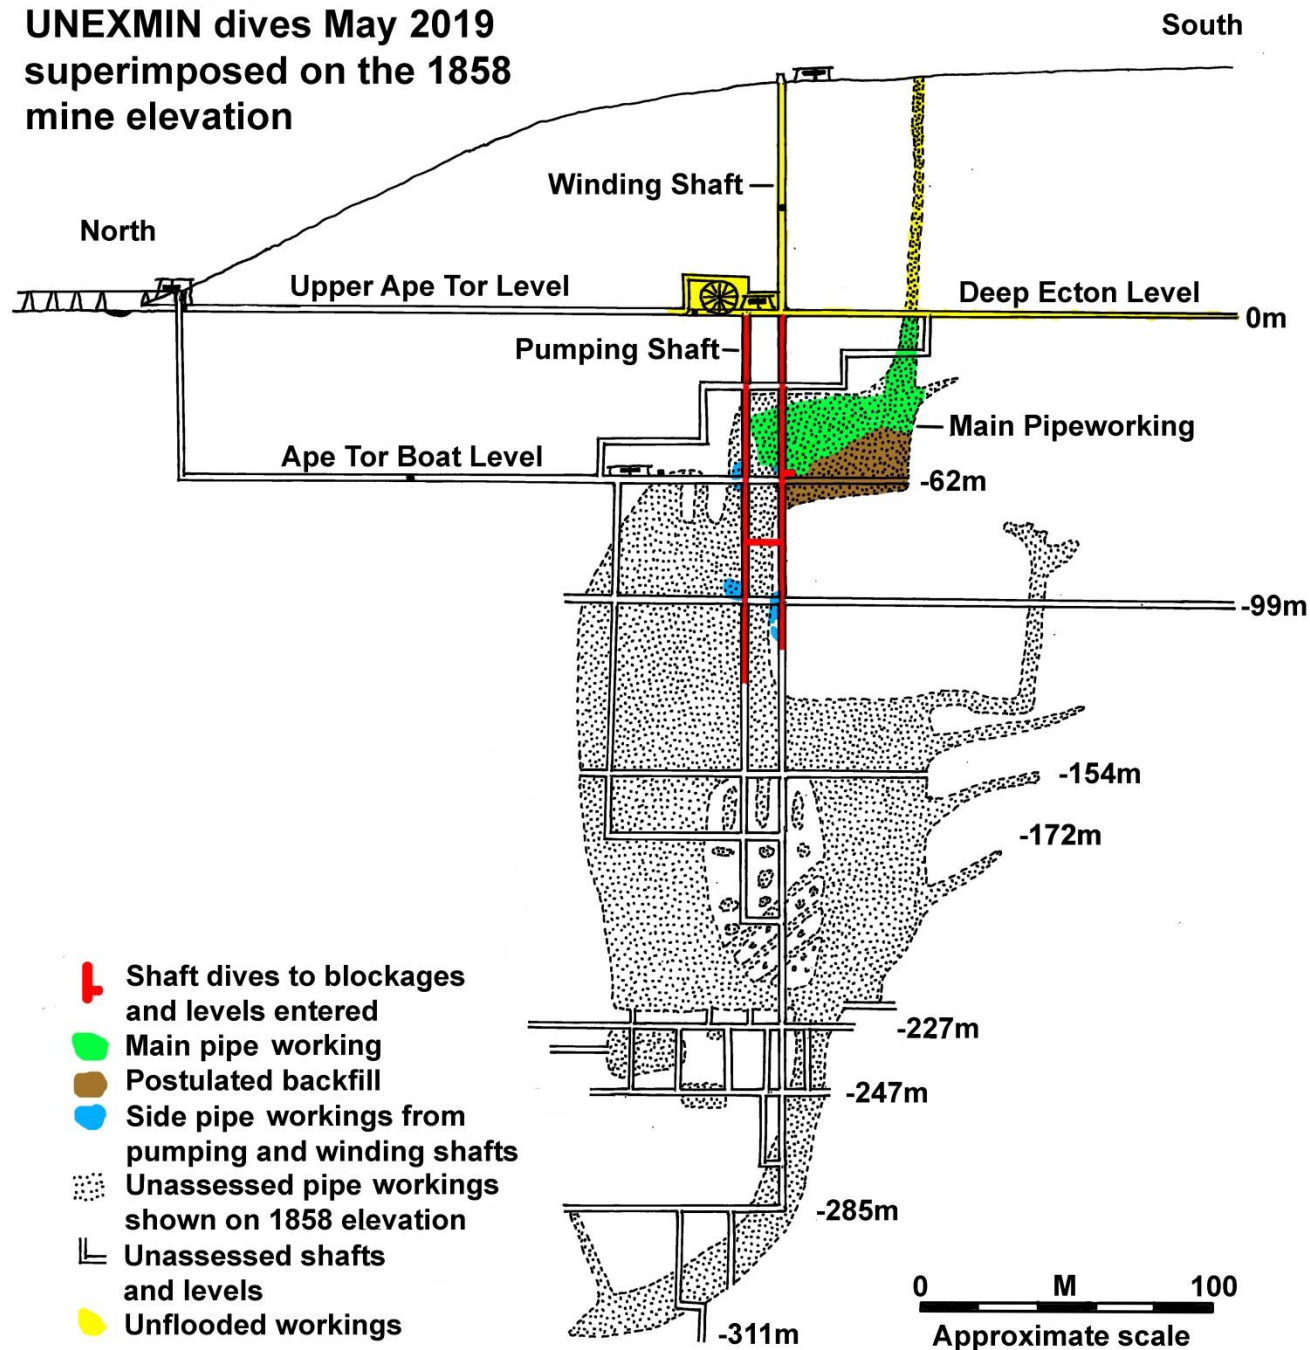 UNEXMIN dives May 2019
superimposed on the 1858
mine elevation
South
Winding Shaft
North
Upper Ape Tor Level
Deep Ecton Level
0m
Pumping Shaft
Main Pipeworking
Ape Tor Boat Level
-62m
-99m
-154m
-172m
Shaft dives to blockages
and levels entered
Main pipe working
Postulated backfill
Side pipe workings from
pumping and winding shafts
Unassessed pipe workings
shown on 1858 elevation
Unassessed shafts
and levels
Unflooded workings
-227m
-247m
-285m
-311m
0 M 100
Approximate scale